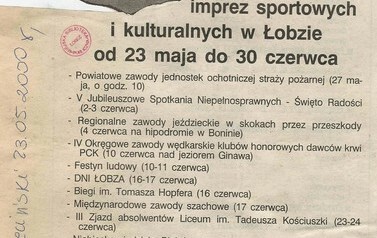 imprez sportowych
i kulturalnych w Łobzie
od 23 maja do 30 czerwca
- Powiatowe zawody jednostek ochotniczej straży pożarnej (27 ma-
ja, o godz. 10)
- V Jubileuszowe Spotkania Niepełnosprawnych - Święto Radości
(2-3 czerwca)
- Regionalne zawody jeździeckie w skokach przez przeszkody
(4 czerwca na hipodromie w Boninie)
- IV Okręgowe zawody wędkarskie klubów honorowych dawców krwi
PCK (10 czerwca nad jeziorem Ginawa)
- Festyn ludowy (10-11 czerwca)
- DNI ŁOBZA (16-17 czerwca)
- Biegi im. Tomasza Hopfera (16 czerwca)
- Międzynarodowe zawody szachowe (17 czerwca)
- III Zjazd absolwentów Liceum im. Tadeusza Kościuszki (23-24
czerwca)
23.05.2000 r.